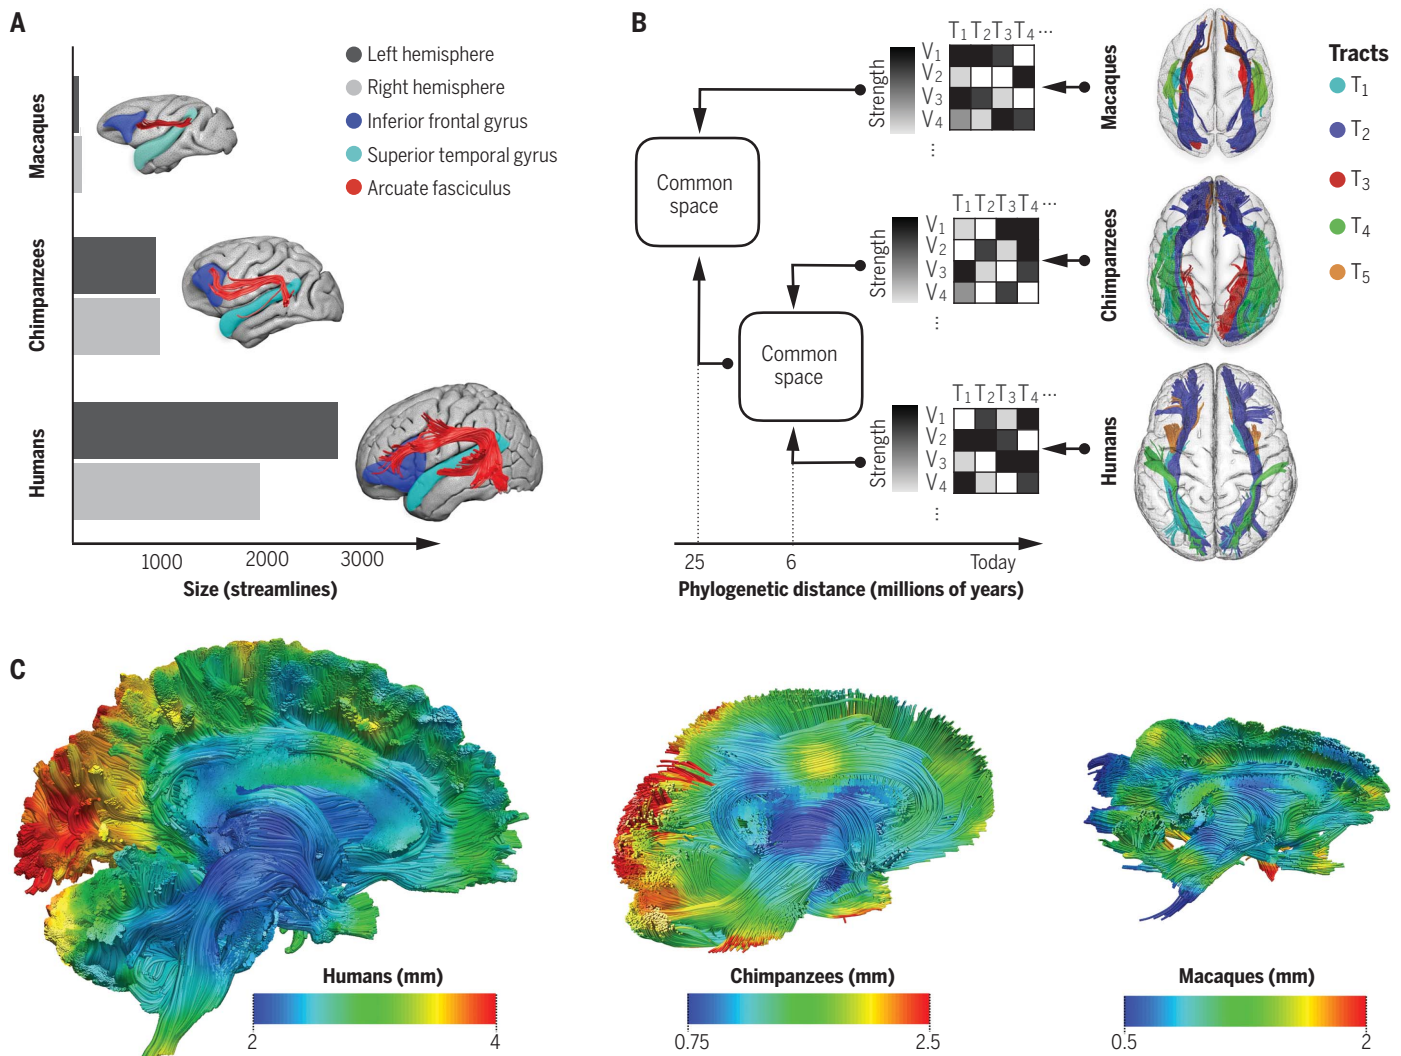 A
Macaques
Chimpanzees
Humans
Left hemisphere
Right hemisphere
Inferior frontal gyrus
Superior temporal gyrus
Arcuate fasciculus
1000 2000 3000
Size (streamlines)
B
Common
space
Common
space
Strength
T1 T2 T3 T4 ...
V1
V2
V3
V4
...
Macaques
Strength
T1 T2 T3 T4 ...
V1
V2
V3
V4
...
Chimpanzees
Strength
T1 T2 T3 T4 ...
V1
V2
V3
V4
...
Humans
25 6 Today
Phylogenetic distance (millions of years)
Tracts
T1
T2
T3
T4
T5
C
Humans (mm)
2 4
Chimpanzees (mm)
0.75 2.5
Macaques (mm)
0.5 2